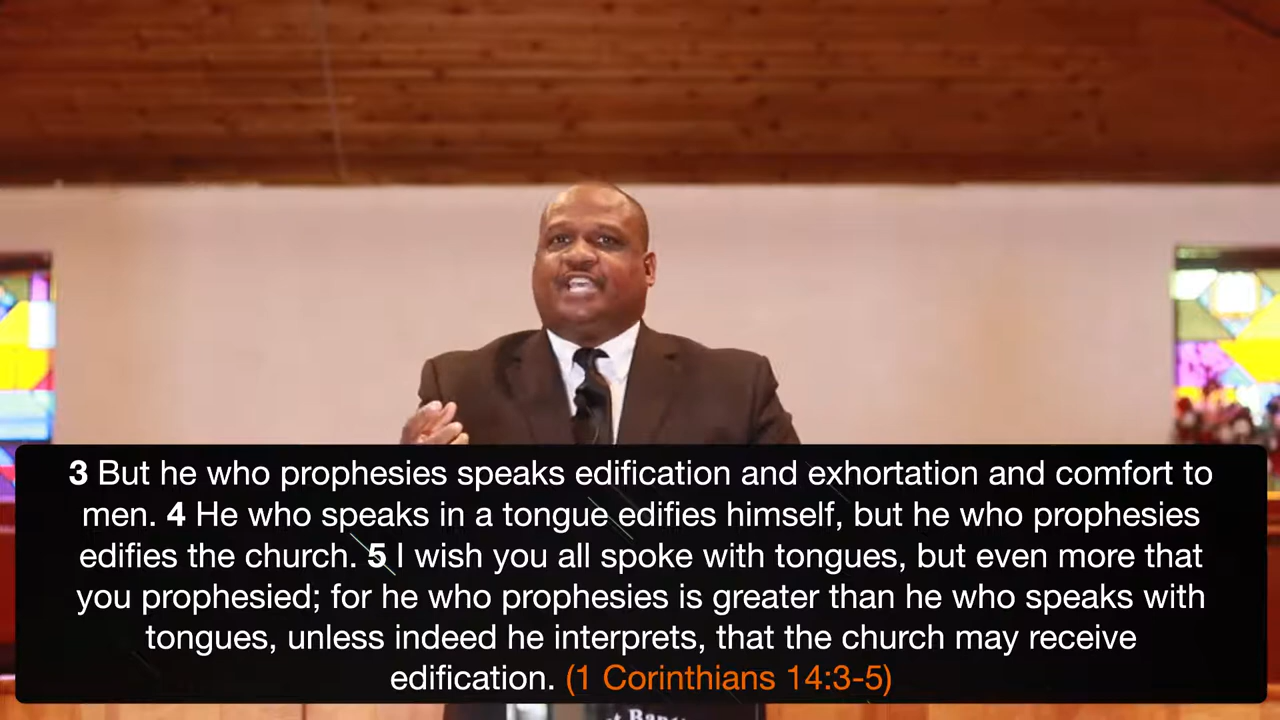 3 But he who prophesies speaks edification and exhortation and comfort to
men. 4 He who speaks in a tongue edifies himself, but he who prophesies
edifies the church. 5 I wish you all spoke with tongues, but even more that
you prophesied; for he who prophesies is greater than he who speaks with
tongues, unless indeed he interprets, that the church may receive
edification. (1 Corinthians 14:3-5)